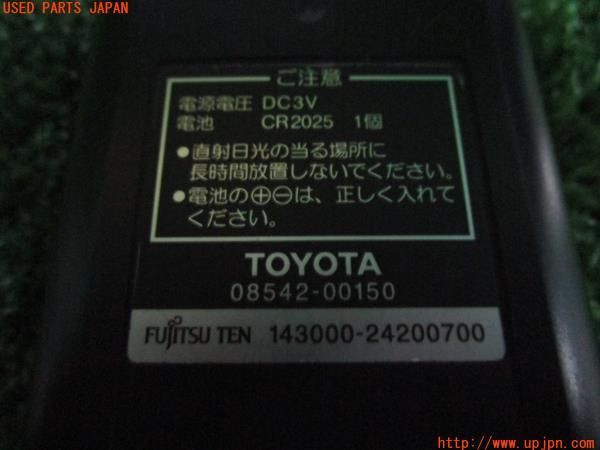 USED PARTS JAPAN
ご注意
電源電圧 DC3V
電池 CR2025 1個
●直射日光の当る場所に
長時間放置しないでください。
●電池の⊕⊖は、正しく入れて
ください。
TOYOTA
08542-00150
FUJITSU TEN 143000-24200700
http://www.upjpn.com